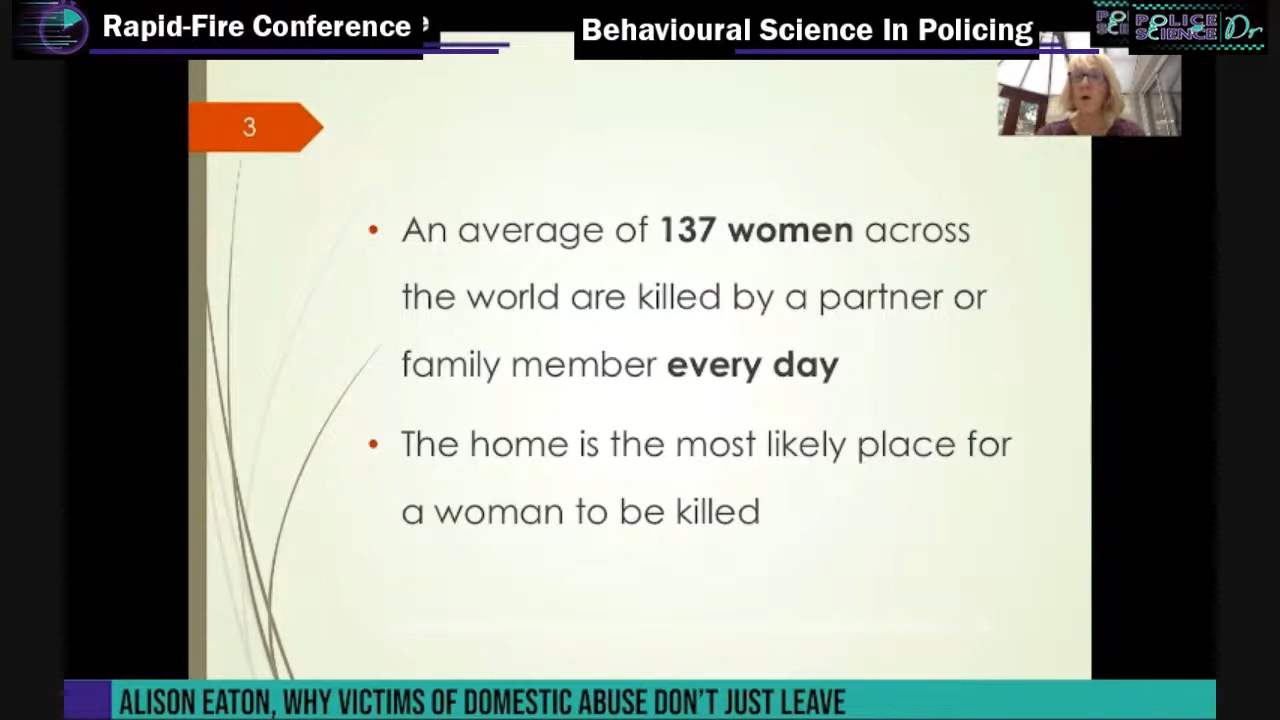 Rapid-Fire Conference
Behavioural Science In Policing
POLICE
SCIENCE Dr
3
• An average of 137 women across
the world are killed by a partner or
family member every day
• The home is the most likely place for
a woman to be killed
ALISON EATON, WHY VICTIMS OF DOMESTIC ABUSE DON'T JUST LEAVE